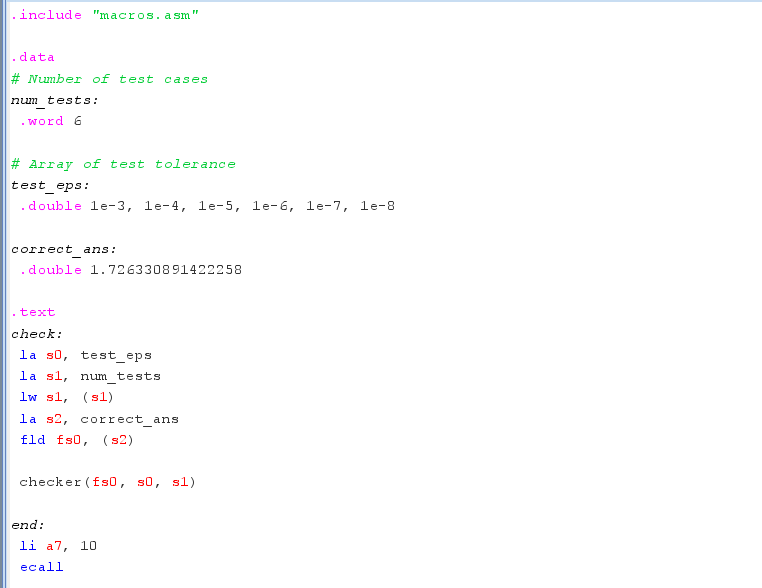 .include "macros.asm"
.data
# Number of test cases
num_tests:
.word 6
# Array of test tolerance
test_eps:
.double 1e-3, 1e-4, 1e-5, 1e-6, 1e-7, 1e-8
correct_ans:
.double 1.726330891422258
.text
check:
la s0, test_eps
la s1, num_tests
lw s1, (s1)
la s2, correct_ans
fld fs0, (s2)
checker(fs0, s0, s1)
end:
li a7, 10
ecall